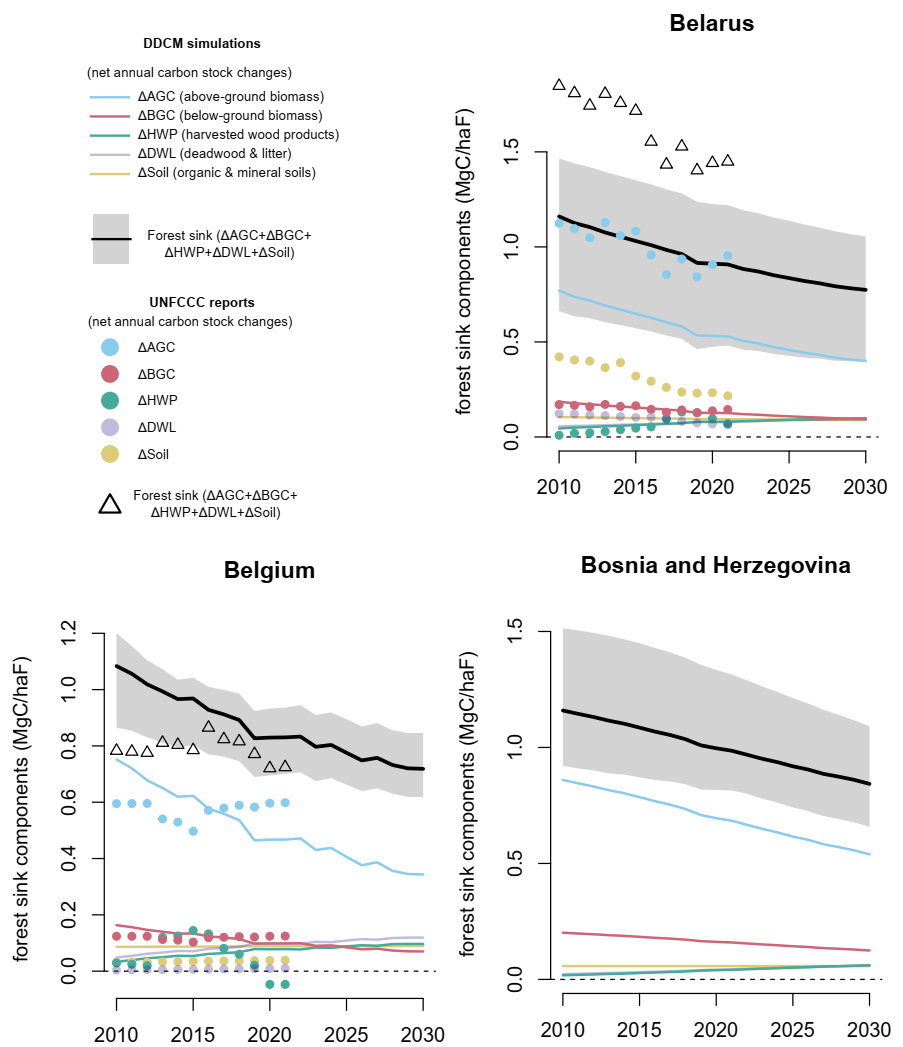 DDCM simulations
(net annual carbon stock changes)
ΔAGC (above-ground biomass)
ΔBGC (below-ground biomass)
ΔHWP (harvested wood products)
ΔDWL (deadwood & litter)
ΔSoil (organic & mineral soils)
Forest sink (ΔAGC+ΔBGC+
ΔHWP+ΔDWL+ΔSoil)
UNFCCC reports
(net annual carbon stock changes)
ΔAGC
ΔBGC
ΔHWP
ΔDWL
ΔSoil
Forest sink (ΔAGC+ΔBGC+
ΔHWP+ΔDWL+ΔSoil)
Belarus
forest sink components (MgC/haF)
1.5
1.0
0.5
0.0
2010 2015 2020 2025 2030
Belgium
forest sink components (MgC/haF)
1.2
1.0
0.8
0.6
0.4
0.2
0.0
2010 2015 2020 2025 2030
Bosnia and Herzegovina
forest sink components (MgC/haF)
1.5
1.0
0.5
0.0
2010 2015 2020 2025 2030